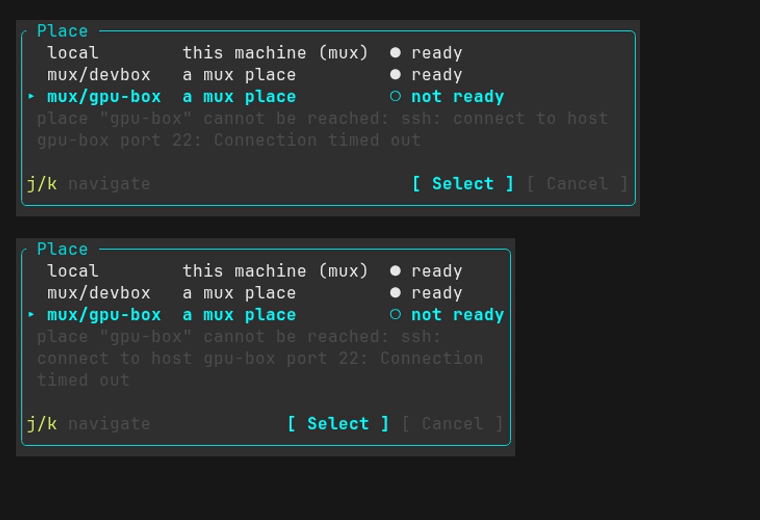 Place
local this machine (mux) ● ready
mux/devbox a mux place ● ready
▸ mux/gpu-box a mux place ○ not ready
place "gpu-box" cannot be reached: ssh: connect to host
gpu-box port 22: Connection timed out
j/k navigate [ Select ] [ Cancel ]
Place
local this machine (mux) ● ready
mux/devbox a mux place ● ready
▸ mux/gpu-box a mux place ○ not ready
place "gpu-box" cannot be reached: ssh:
connect to host gpu-box port 22: Connection
timed out
j/k navigate [ Select ] [ Cancel ]